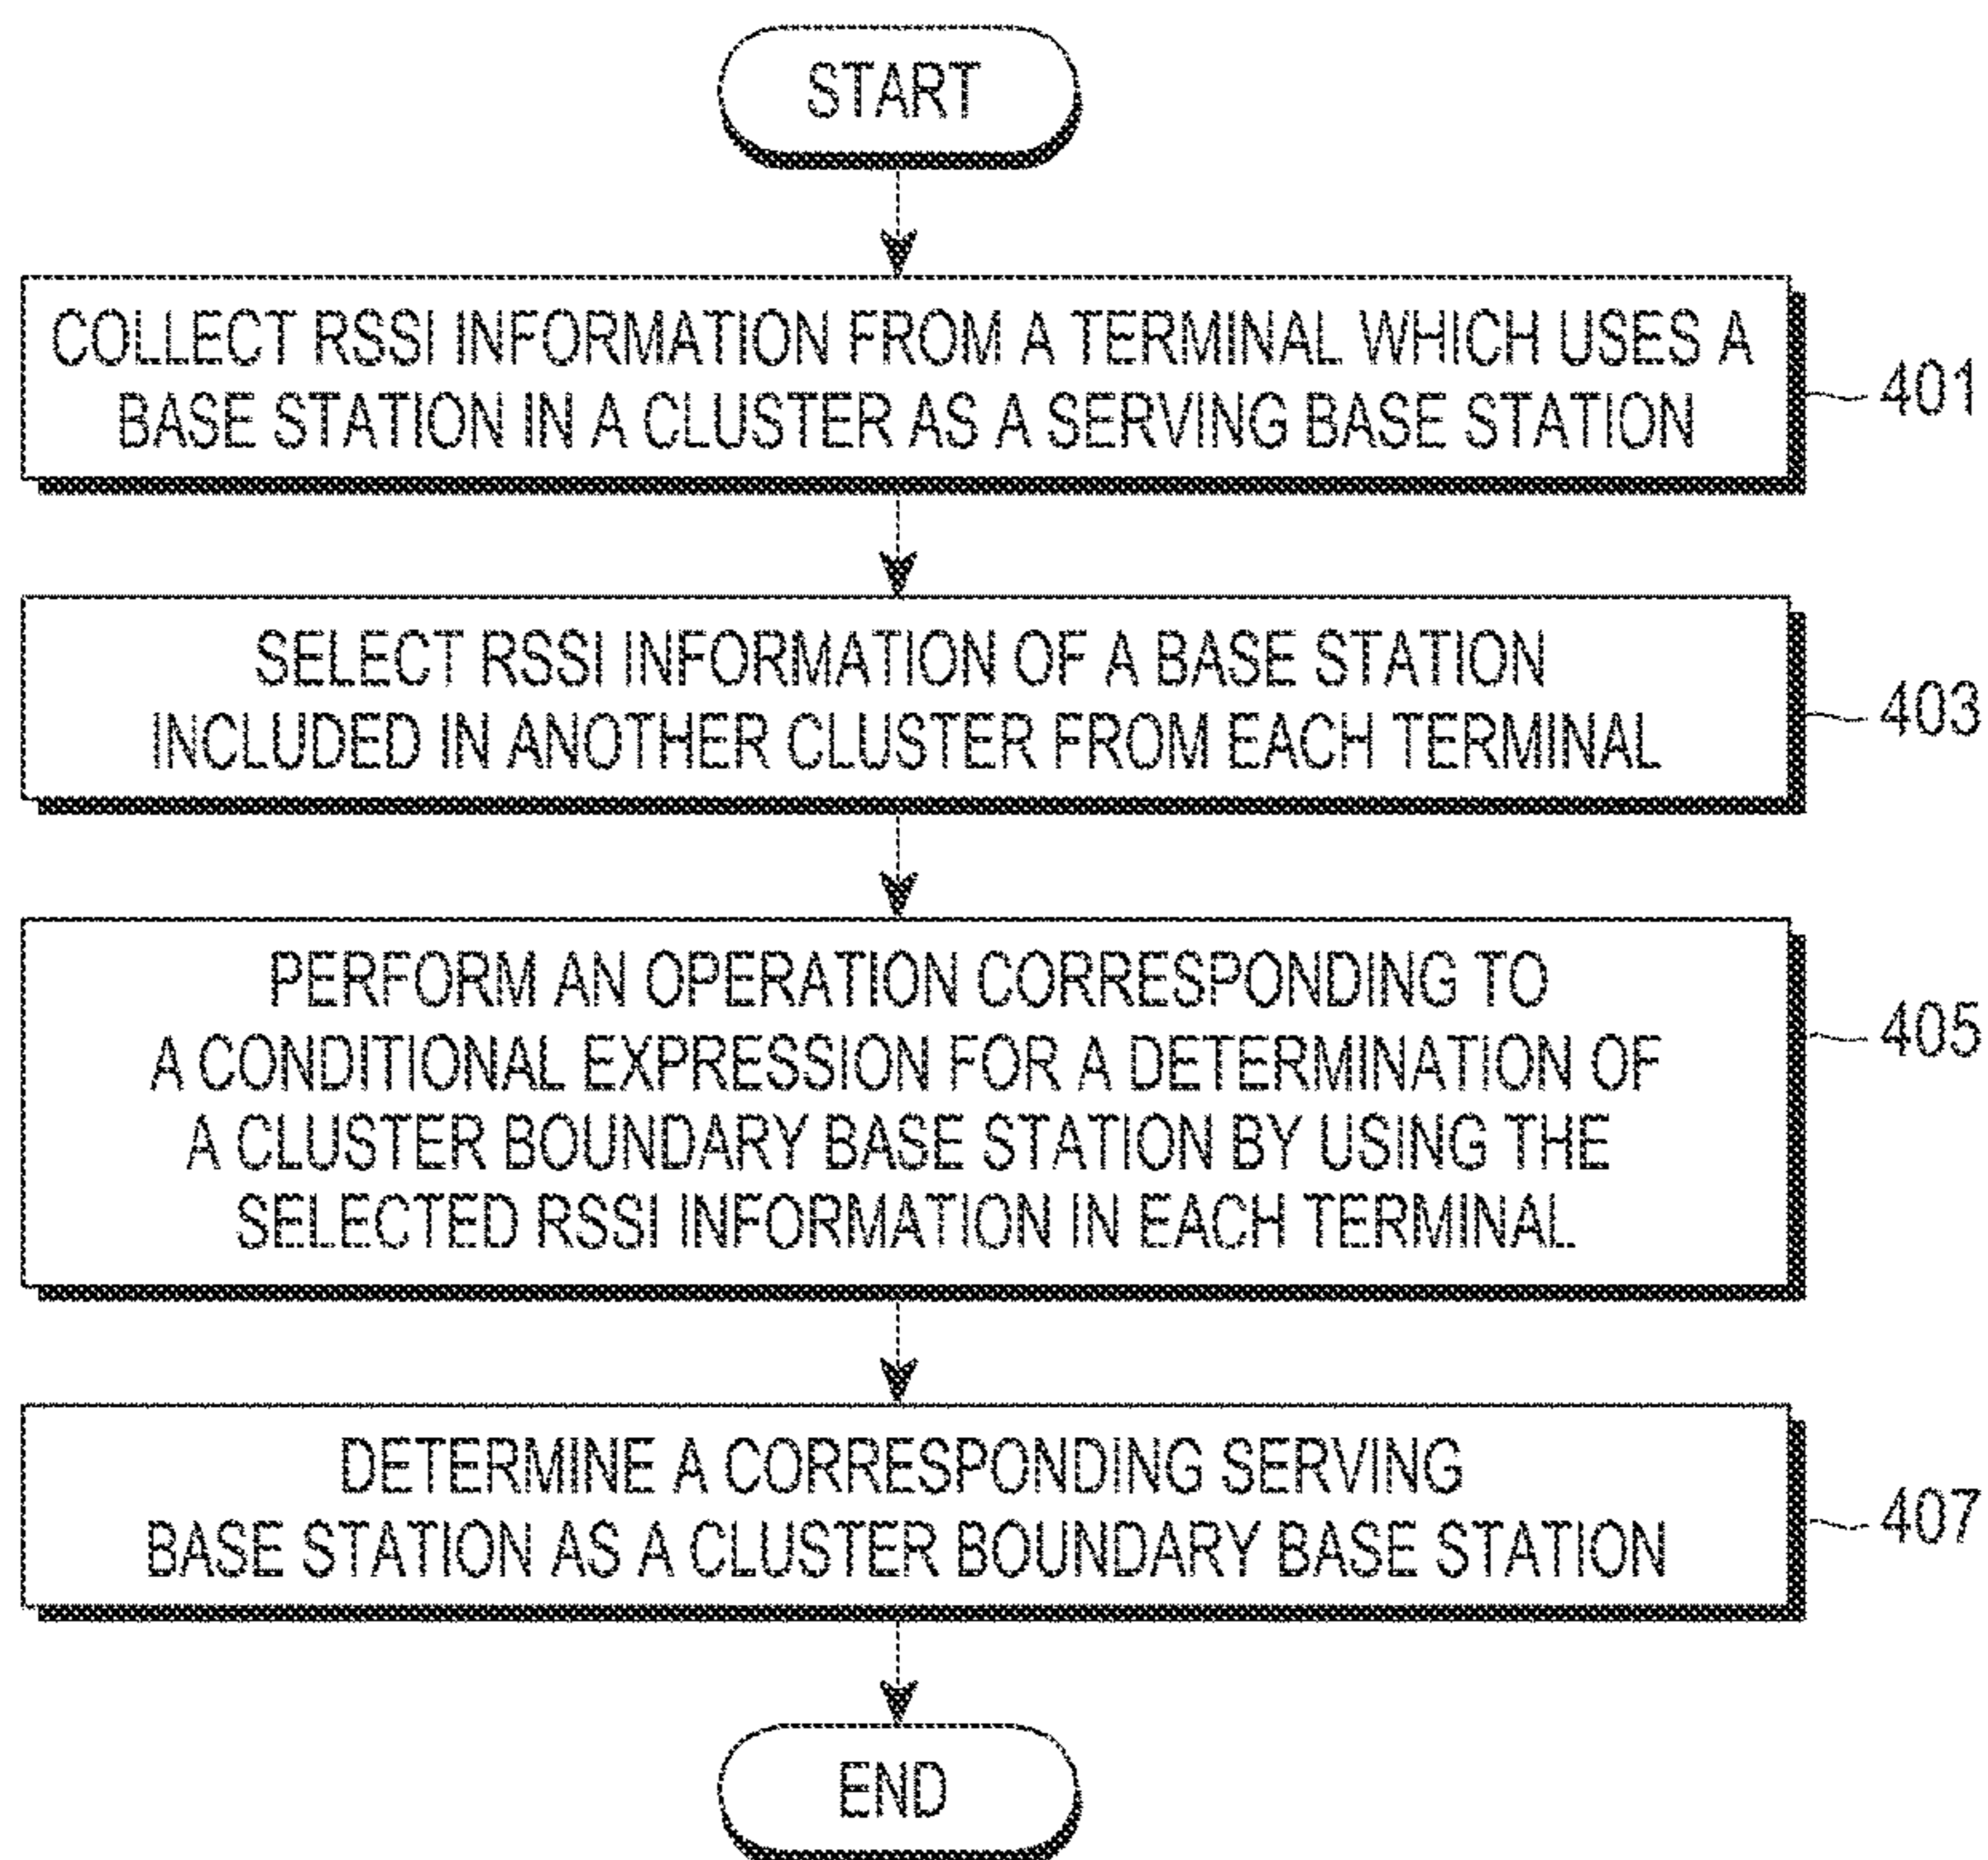 START
COLLECT RSSI INFORMATION FROM A TERMINAL WHICH USES A
BASE STATION IN A CLUSTER AS A SERVING BASE STATION
401
SELECT RSSI INFORMATION OF A BASE STATION
INCLUDED IN ANOTHER CLUSTER FROM EACH TERMINAL
403
PERFORM AN OPERATION CORRESPONDING TO
A CONDITIONAL EXPRESSION FOR A DETERMINATION OF
A CLUSTER BOUNDARY BASE STATION BY USING THE
SELECTED RSSI INFORMATION IN EACH TERMINAL
405
DETERMINE A CORRESPONDING SERVING
BASE STATION AS A CLUSTER BOUNDARY BASE STATION
407
END